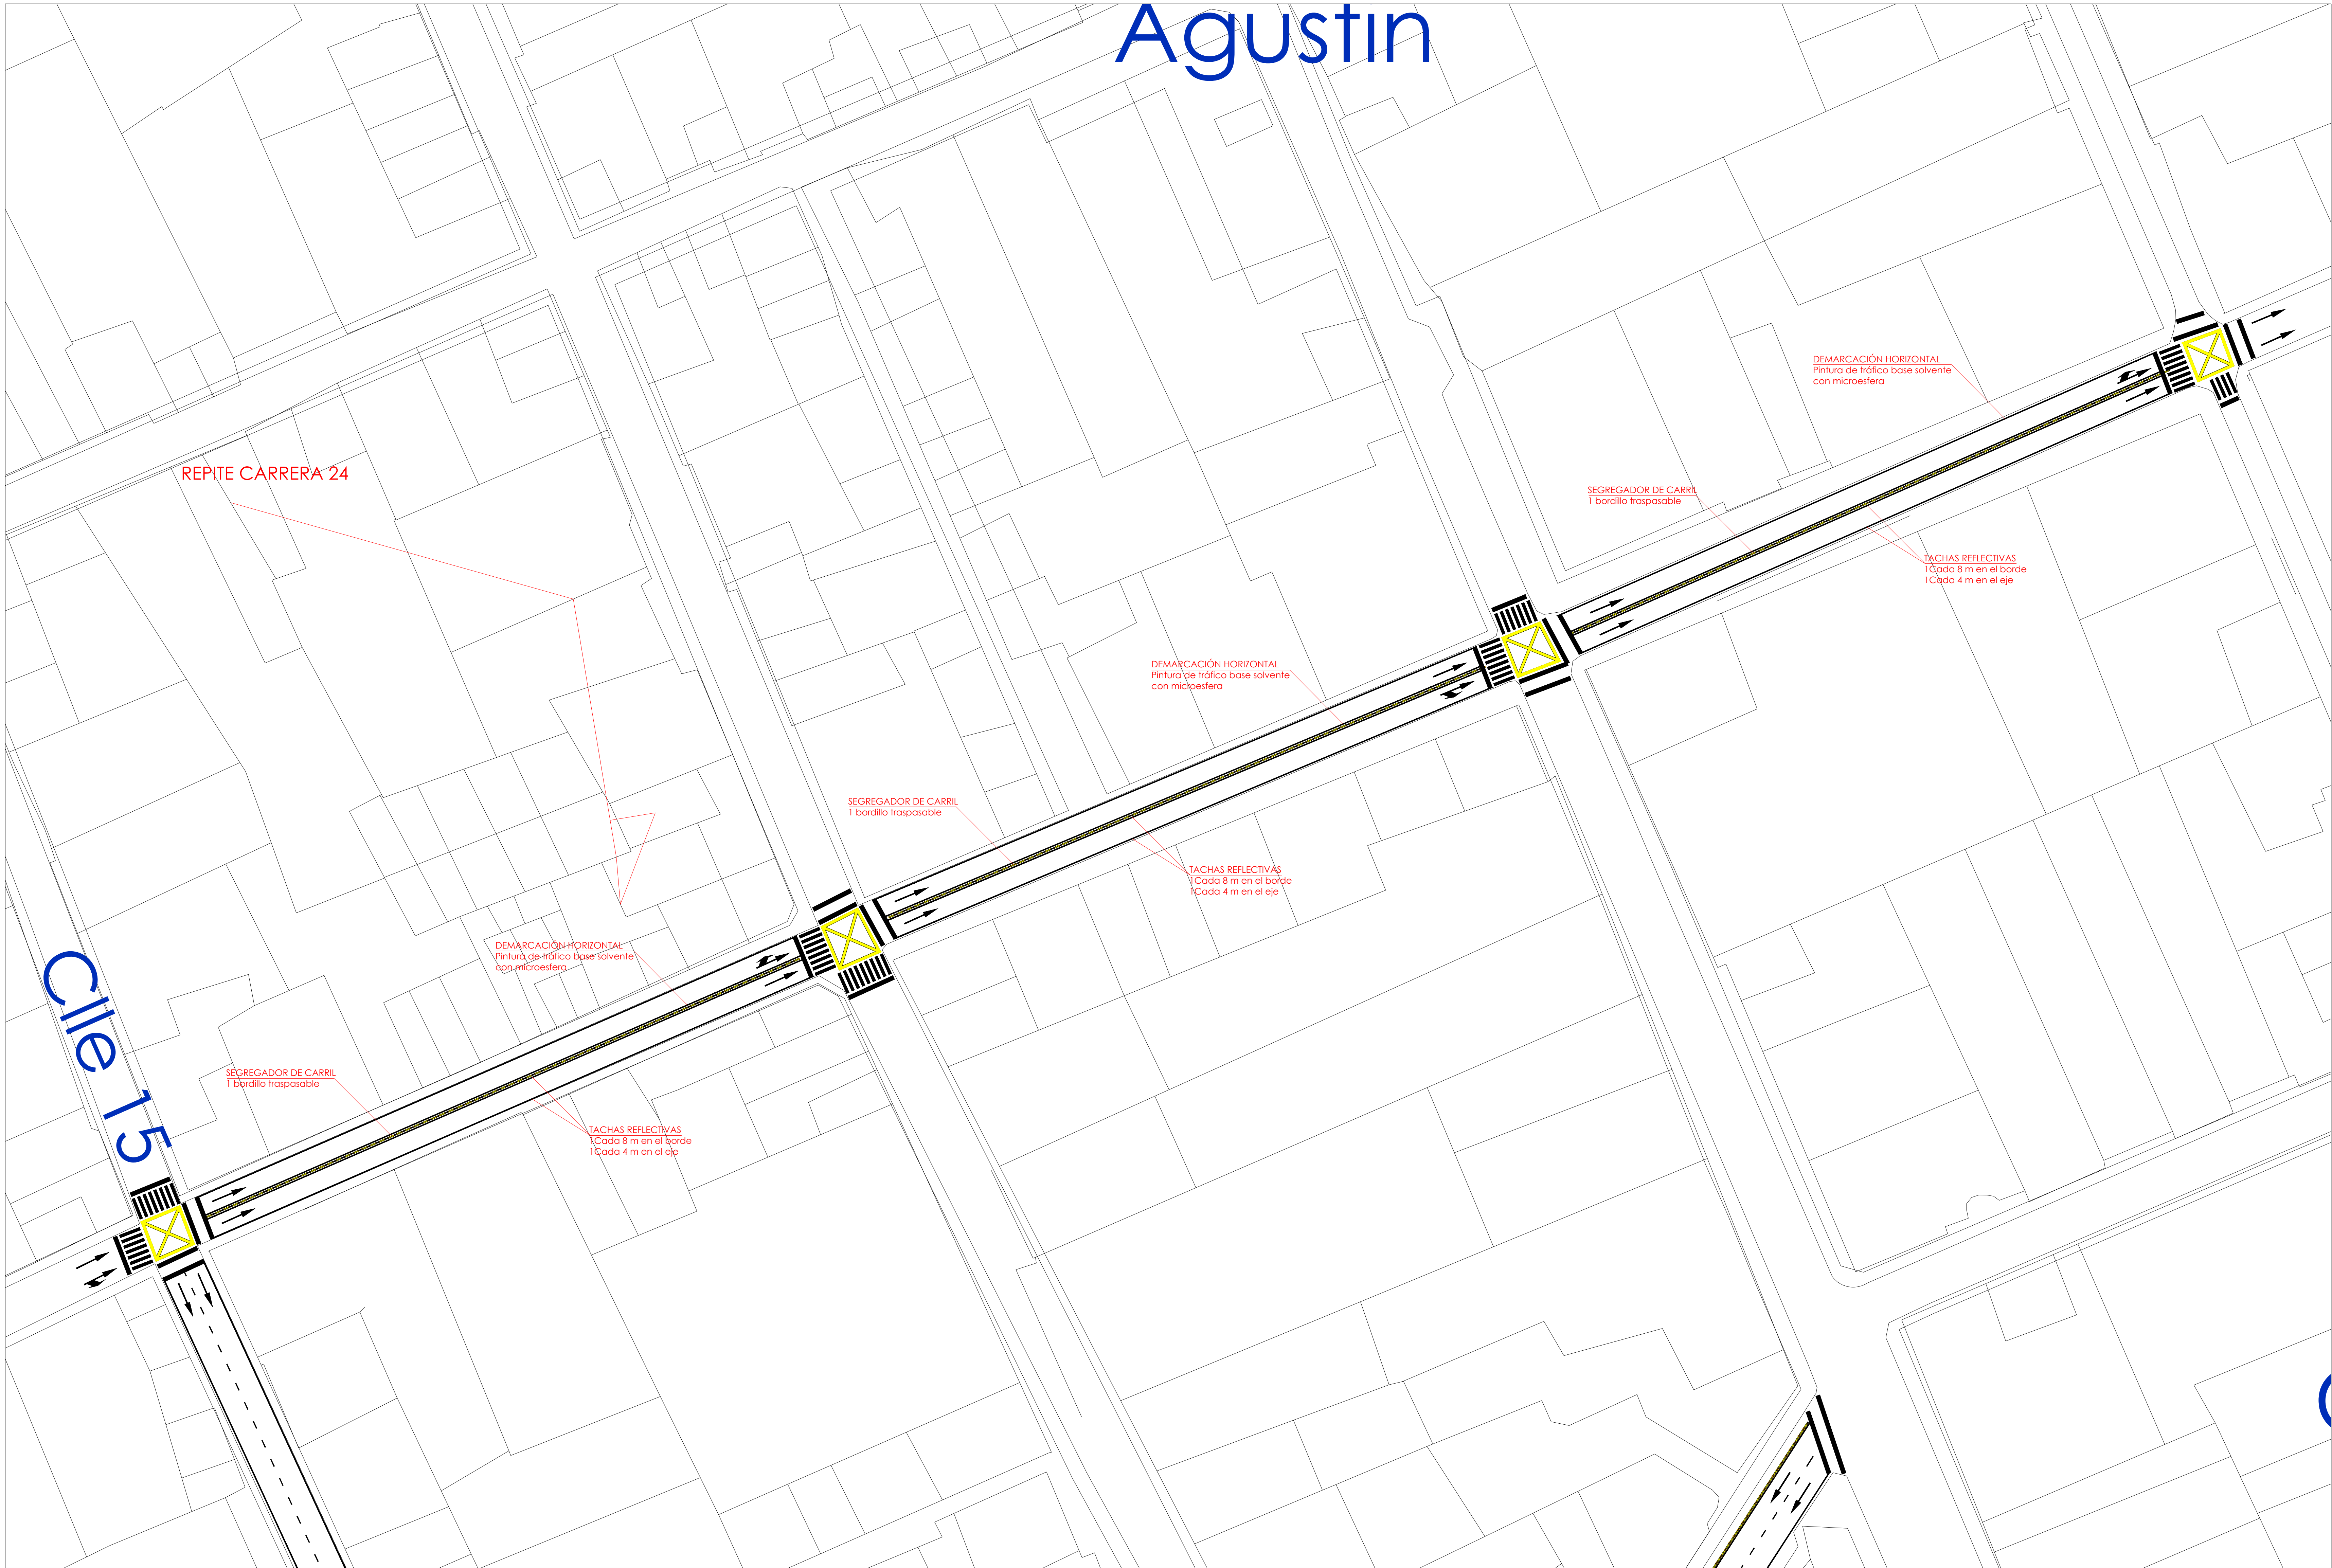 Agustin
DEMARCACIÓN HORIZONTAL
Pintura de tráfico base solvente
con microesfera
REPITE CARRERA 24
SEGREGADOR DE CARRIL
1 bordillo traspasable
TACHAS REFLECTIVAS
1Cada 8 m en el borde
1Cada 4 m en el eje
DEMARCACIÓN HORIZONTAL
Pintura de tráfico base solvente
con microesfera
SEGREGADOR DE CARRIL
1 bordillo traspasable
TACHAS REFLECTIVAS
1Cada 8 m en el borde
1Cada 4 m en el eje
DEMARCACIÓN HORIZONTAL
Pintura de tráfico base solvente
con microesfera
Clle 15
SEGREGADOR DE CARRIL
1 bordillo traspasable
TACHAS REFLECTIVAS
1Cada 8 m en el borde
1Cada 4 m en el eje